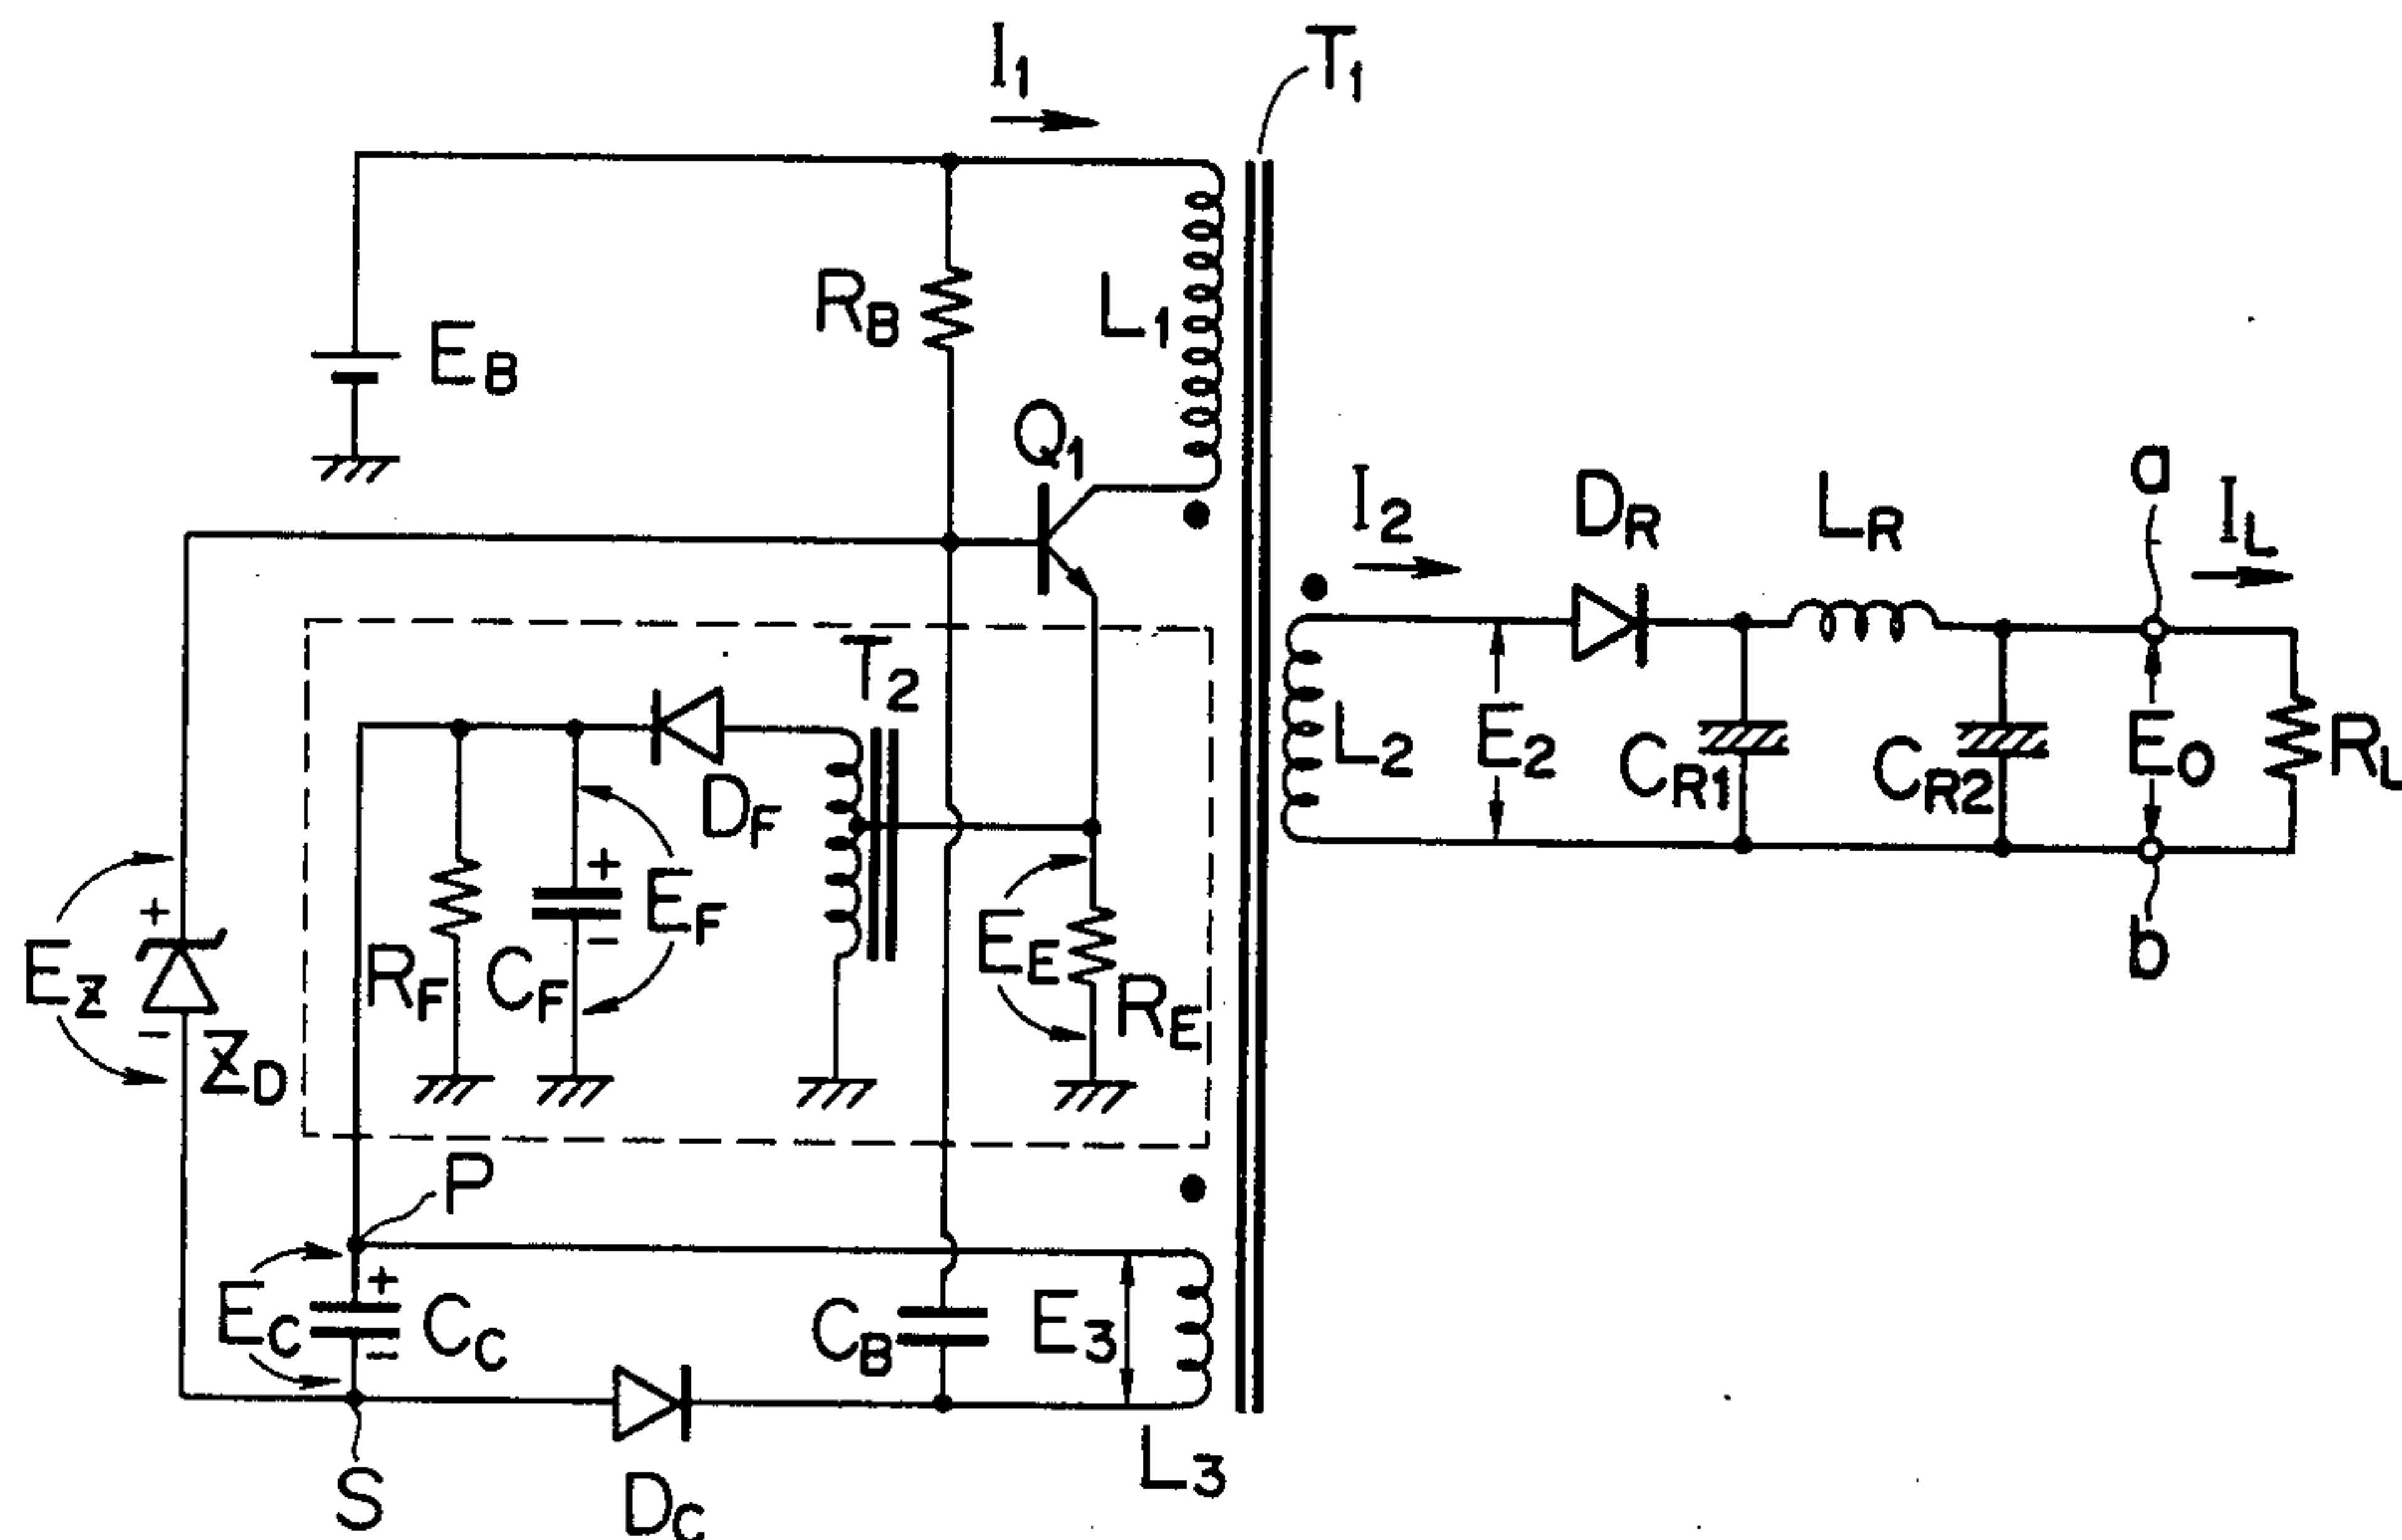 I1
T1
EB
RB
L1
Q1
I2
DR
LR
a
IL
T2
L2
E2
CR1
CR2
EO
RL
DF
+
EF
−
RF
CF
EE
RE
b
+
EZ
−
ZD
P
+
EC
CC
−
CB
E3
L3
S
DC